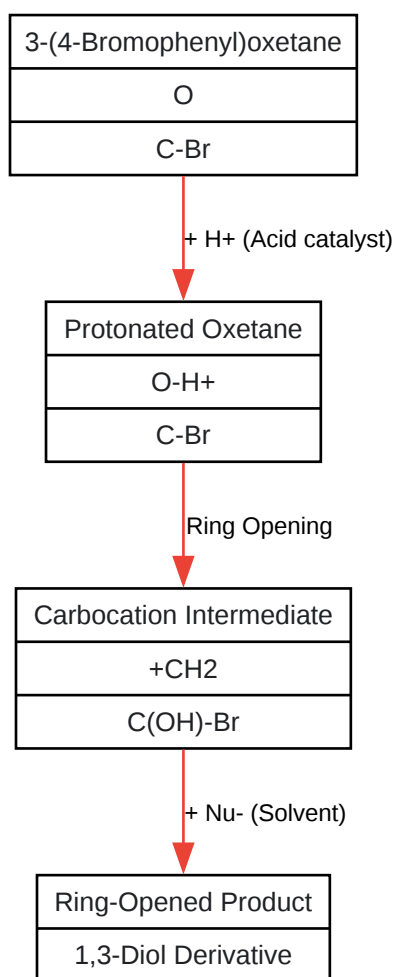 3-(4-Bromophenyl)oxetane
O
C-Br
+ H+ (Acid catalyst)
Protonated Oxetane
O-H+
C-Br
Ring Opening
Carbocation Intermediate
+CH2
C(OH)-Br
+ Nu- (Solvent)
Ring-Opened Product
1,3-Diol Derivative